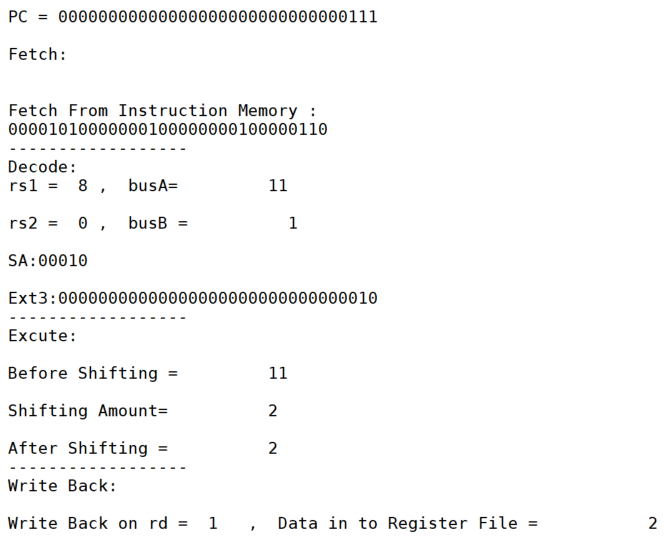 PC = 00000000000000000000000000000111
Fetch:
Fetch From Instruction Memory :
00001010000000100000000100000110
------------------
Decode:
rs1 =  8 ,  busA=         11
rs2 =  0 ,  busB =          1
SA:00010
Ext3:00000000000000000000000000000010
------------------
Excute:
Before Shifting =         11
Shifting Amount=          2
After Shifting =          2
------------------
Write Back:
Write Back on rd =  1   ,  Data in to Register File =           2